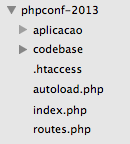 phpconf-2013
aplicacao
codebase
.htaccess
autoload.php
index.php
routes.php